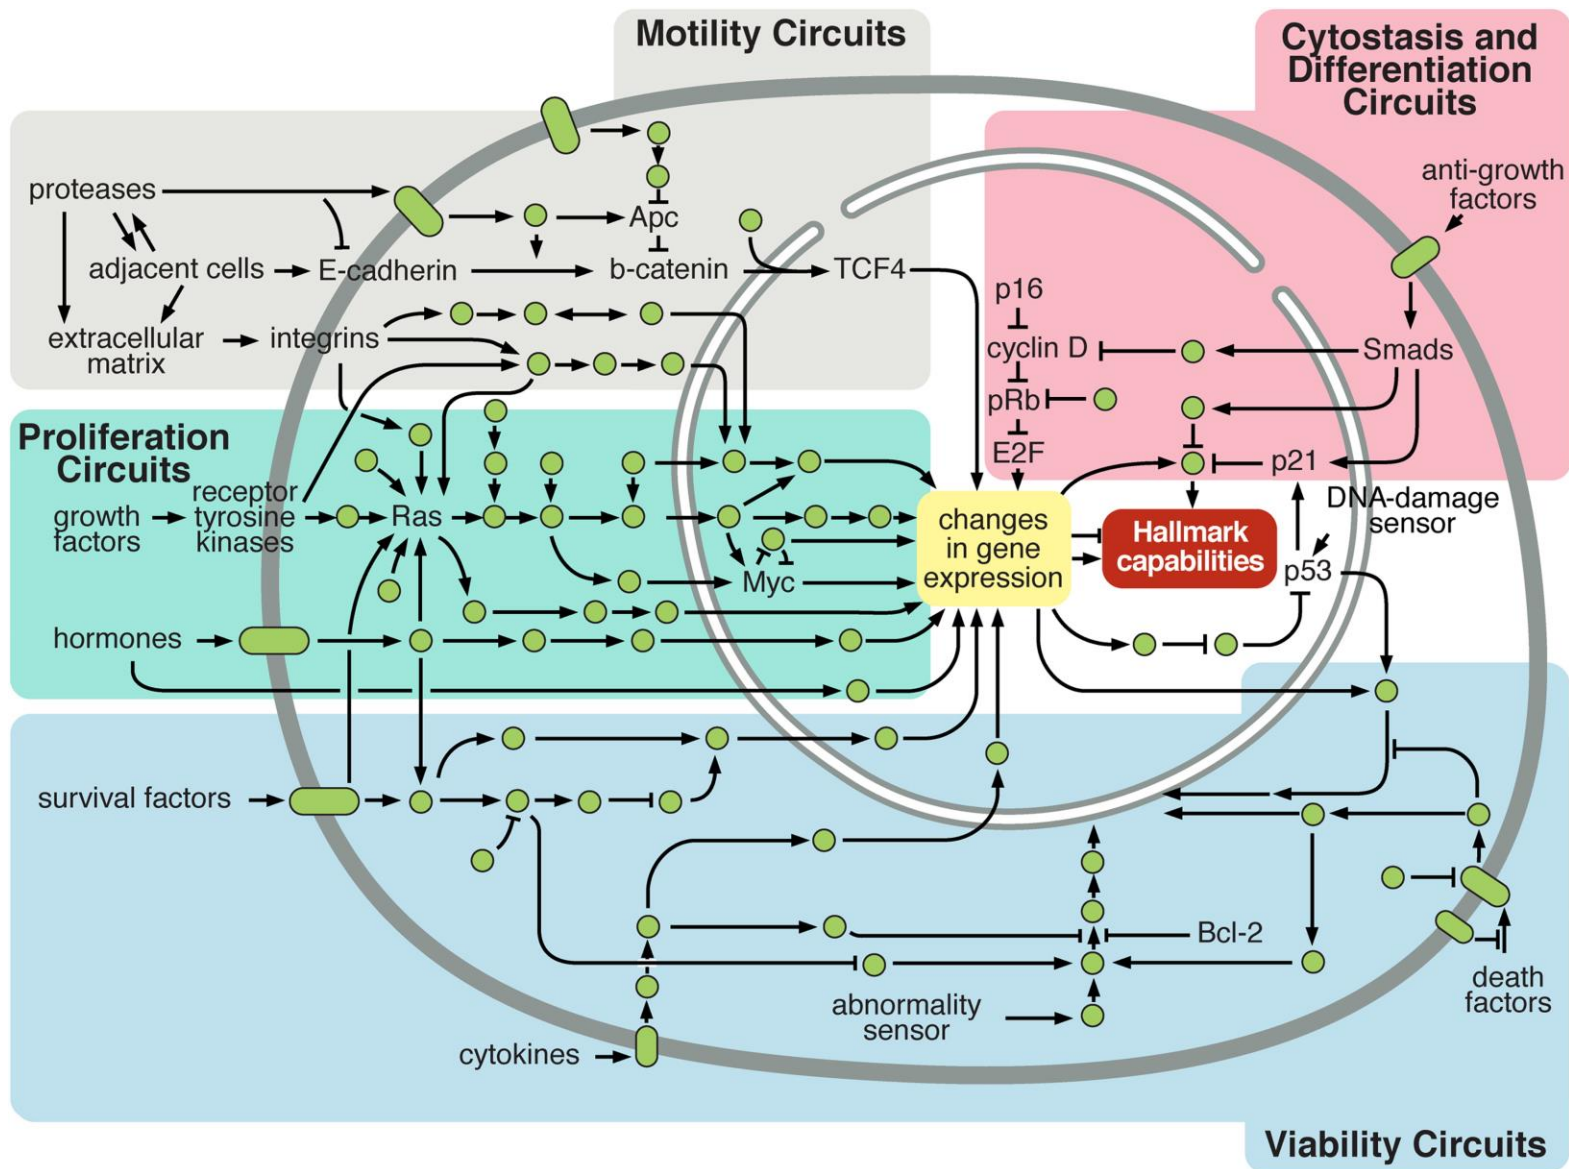 Motility Circuits
Cytostasis and
Differentiation
Circuits
proteases
Apc
anti-growth
factors
adjacent cells
E-cadherin
b-catenin
TCF4
p16
extracellular
matrix
integrins
cyclin D
Smads
pRb
E2F
p21
Proliferation
Circuits
growth
factors
receptor
tyrosine
kinases
Ras
Myc
changes
in gene
expression
Hallmark
capabilities
DNA-damage
sensor
p53
hormones
survival factors
Bcl-2
abnormality
sensor
death
factors
cytokines
Viability Circuits